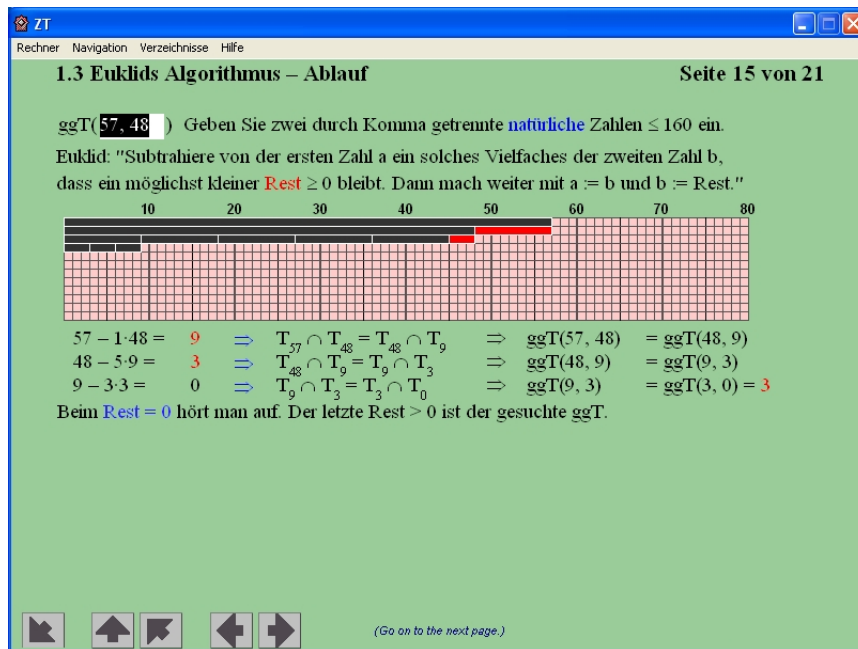 ZT
Rechner Navigation Verzeichnisse Hilfe
1.3 Euklids Algorithmus – Ablauf Seite 15 von 21
ggT( 57, 48 ) Geben Sie zwei durch Komma getrennte natürliche Zahlen ≤ 160 ein.
Euklid: "Subtrahiere von der ersten Zahl a ein solches Vielfaches der zweiten Zahl b,
dass ein möglichst kleiner Rest ≥ 0 bleibt. Dann mach weiter mit a := b und b := Rest."
10 20 30 40 50 60 70 80
57 – 1·48 = 9 ⇒ T₅₇ ∩ T₄₈ = T₄₈ ∩ T₉ ⇒ ggT(57, 48) = ggT(48, 9)
48 – 5·9 = 3 ⇒ T₄₈ ∩ T₉ = T₉ ∩ T₃ ⇒ ggT(48, 9) = ggT(9, 3)
9 – 3·3 = 0 ⇒ T₉ ∩ T₃ = T₃ ∩ T₀ ⇒ ggT(9, 3) = ggT(3, 0) = 3
Beim Rest = 0 hört man auf. Der letzte Rest > 0 ist der gesuchte ggT.
(Go on to the next page.)